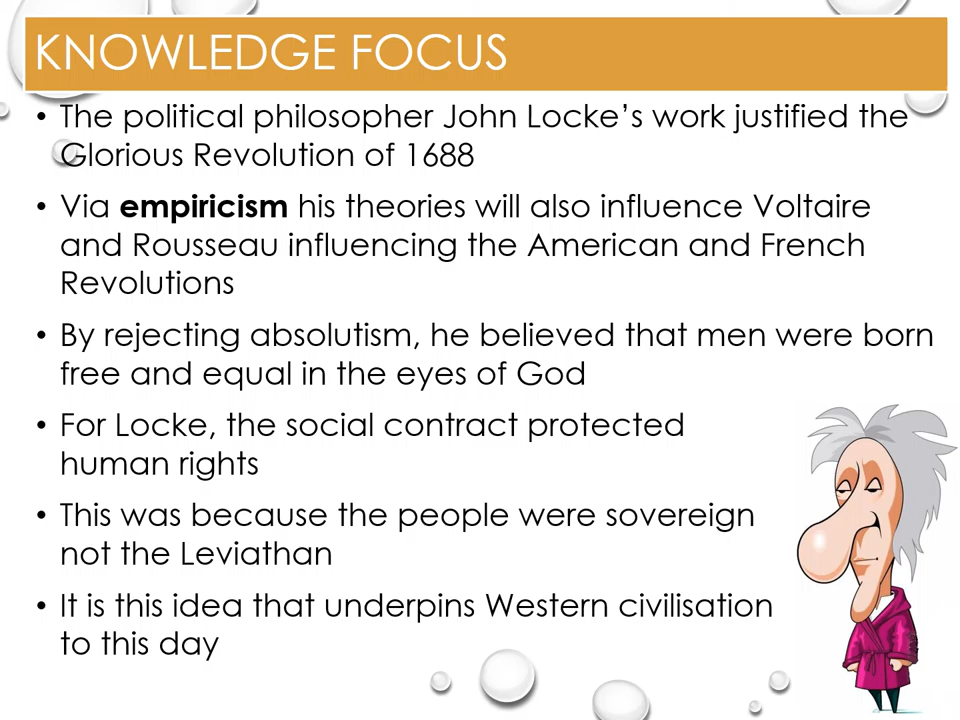 KNOWLEDGE FOCUS
• The political philosopher John Locke’s work justified the
Glorious Revolution of 1688
• Via empiricism his theories will also influence Voltaire
and Rousseau influencing the American and French
Revolutions
• By rejecting absolutism, he believed that men were born
free and equal in the eyes of God
• For Locke, the social contract protected
human rights
• This was because the people were sovereign
not the Leviathan
• It is this idea that underpins Western civilisation
to this day